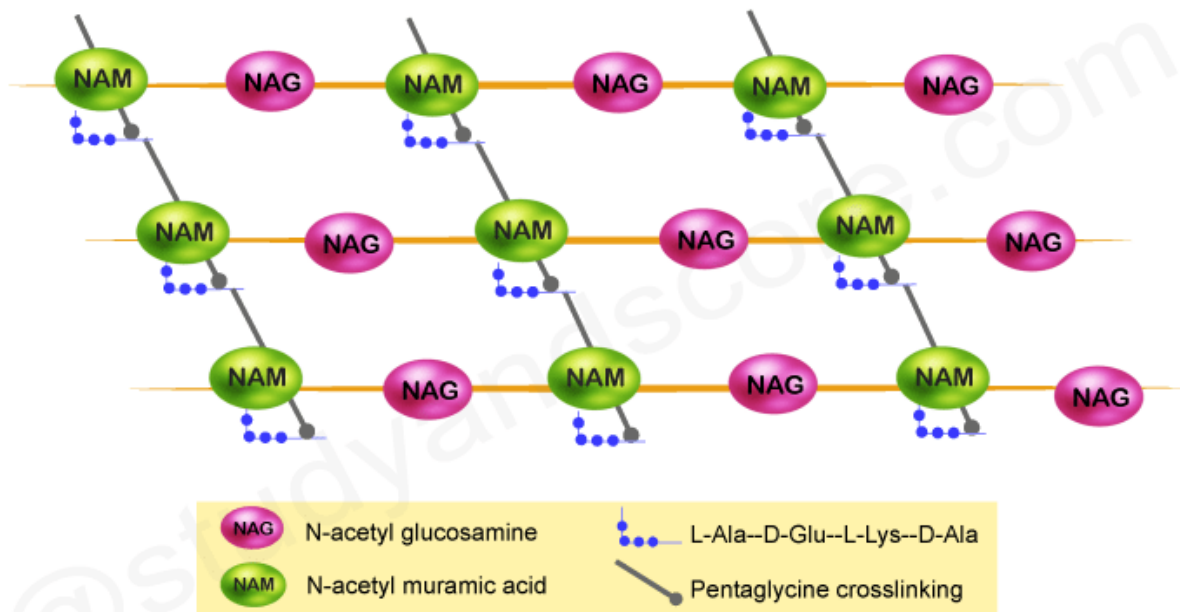 NAM NAG NAM NAG NAM NAG
NAM NAG NAM NAG NAM NAG
NAM NAG NAM NAG NAM NAG
NAG N-acetyl glucosamine
L-Ala--D-Glu--L-Lys--D-Ala
NAM N-acetyl muramic acid
Pentaglycine crosslinking
@studyandscore.com